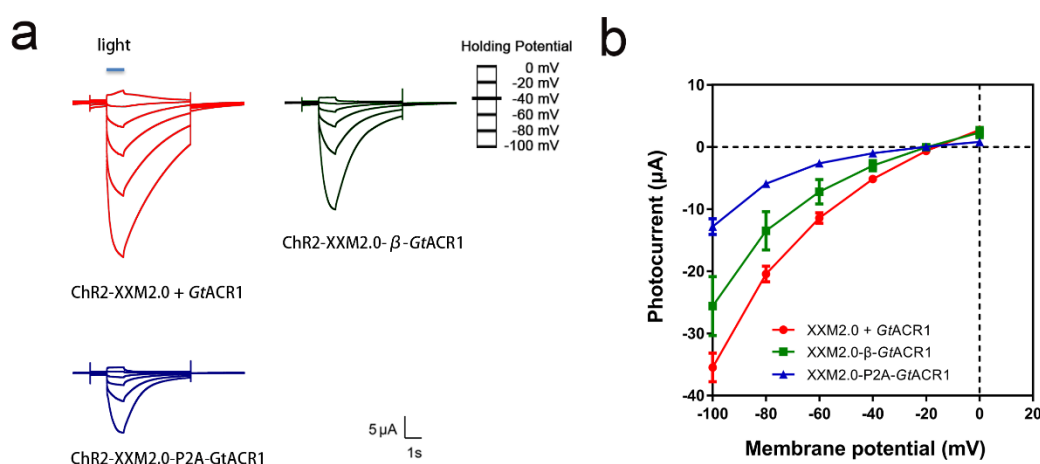 a
light
Holding Potential
0 mV
-20 mV
-40 mV
-60 mV
-80 mV
-100 mV
ChR2-XXM2.0 + GtACR1
ChR2-XXM2.0-β-GtACR1
ChR2-XXM2.0-P2A-GtACR1
5 μA
1s
b
Photocurrent (μA)
10
0
-10
-20
-30
-40
XXM2.0 + GtACR1
XXM2.0-β-GtACR1
XXM2.0-P2A-GtACR1
-100 -80 -60 -40 -20 0 20
Membrane potential (mV)